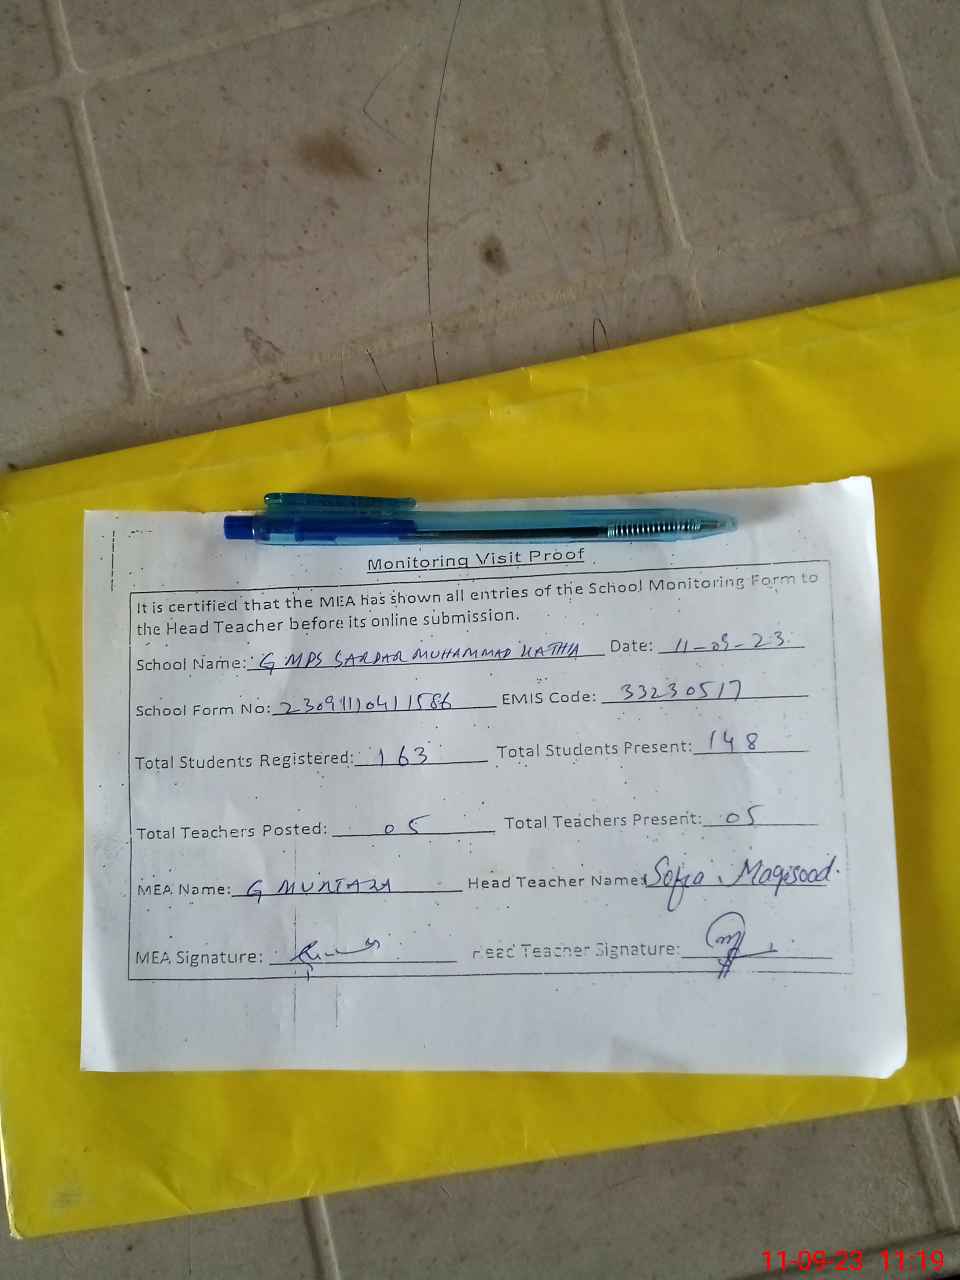 Monitoring Visit Proof
It is certified that the MEA has shown all entries of the School Monitoring Form to
the Head Teacher before its online submission.
School Name: G MPS SARDAR MUHAMMAD KATHIA Date: 11-09-23
School Form No: 2309111041 1586 EMIS Code: 33230517
Total Students Registered: 163 Total Students Present: 148
Total Teachers Posted: 05 Total Teachers Present: 05
MEA Name: G MURTAZA Head Teacher Name: Sofia Maqsood.
MEA Signature: Head Teacher Signature:
11-09-23 11:19